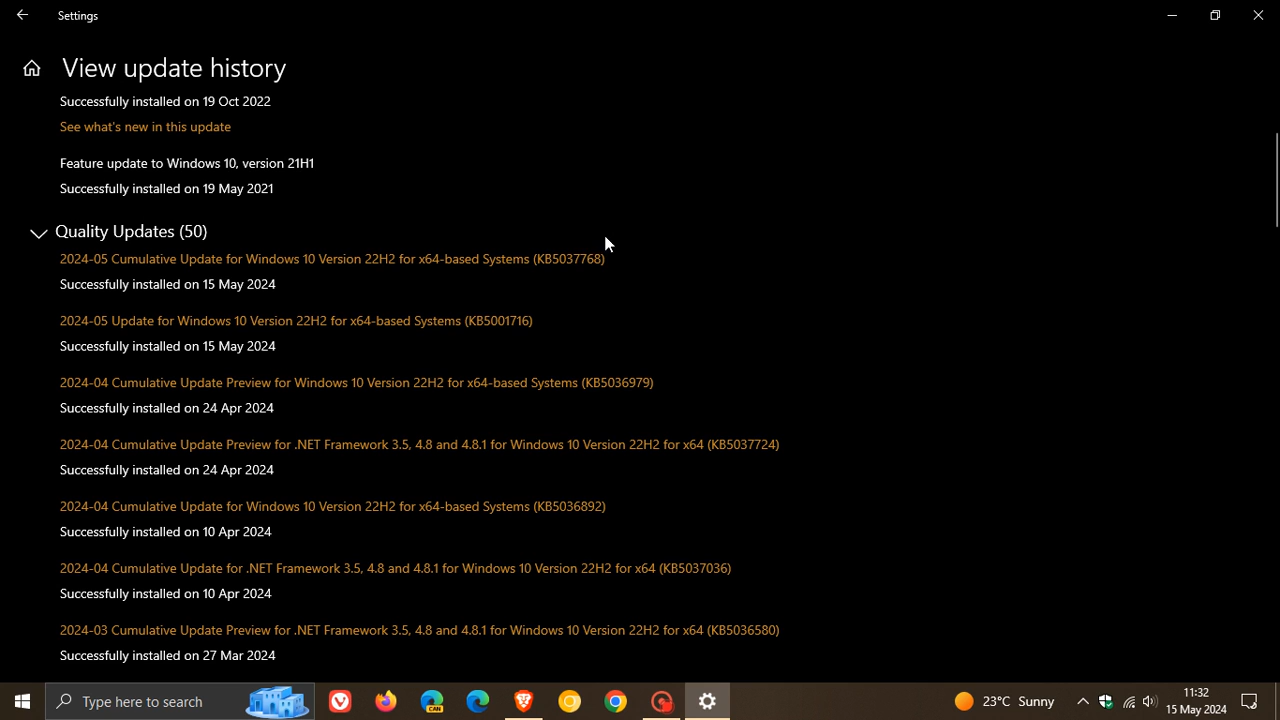 Settings
View update history
Successfully installed on 19 Oct 2022
See what's new in this update
Feature update to Windows 10, version 21H1
Successfully installed on 19 May 2021
Quality Updates (50)
2024-05 Cumulative Update for Windows 10 Version 22H2 for x64-based Systems (KB5037768)
Successfully installed on 15 May 2024
2024-05 Update for Windows 10 Version 22H2 for x64-based Systems (KB5001716)
Successfully installed on 15 May 2024
2024-04 Cumulative Update Preview for Windows 10 Version 22H2 for x64-based Systems (KB5036979)
Successfully installed on 24 Apr 2024
2024-04 Cumulative Update Preview for .NET Framework 3.5, 4.8 and 4.8.1 for Windows 10 Version 22H2 for x64 (KB5037724)
Successfully installed on 24 Apr 2024
2024-04 Cumulative Update for Windows 10 Version 22H2 for x64-based Systems (KB5036892)
Successfully installed on 10 Apr 2024
2024-04 Cumulative Update for .NET Framework 3.5, 4.8 and 4.8.1 for Windows 10 Version 22H2 for x64 (KB5037036)
Successfully installed on 10 Apr 2024
2024-03 Cumulative Update Preview for .NET Framework 3.5, 4.8 and 4.8.1 for Windows 10 Version 22H2 for x64 (KB5036580)
Successfully installed on 27 Mar 2024
Type here to search
CAN
23°C Sunny
11:32
15 May 2024